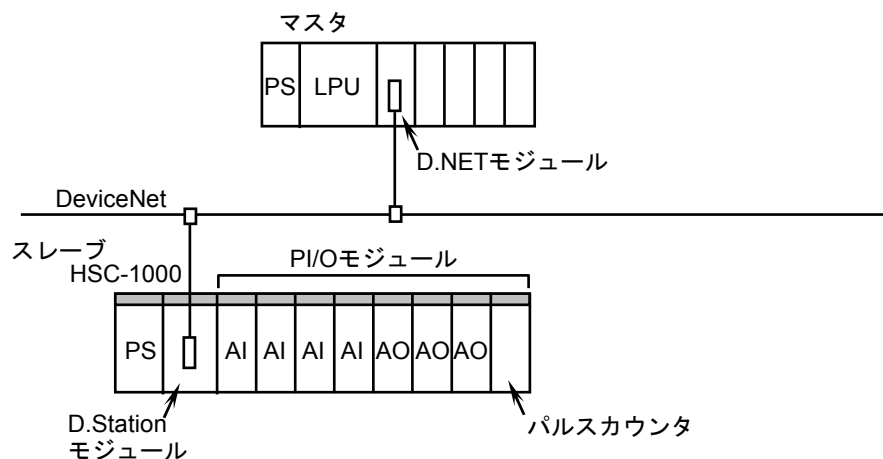 マスタ
PS LPU
D.NETモジュール
DeviceNet
スレーブ
HSC-1000
PI/Oモジュール
PS AI AI AI AI AO AO AO
D.Station
モジュール
パルスカウンタ